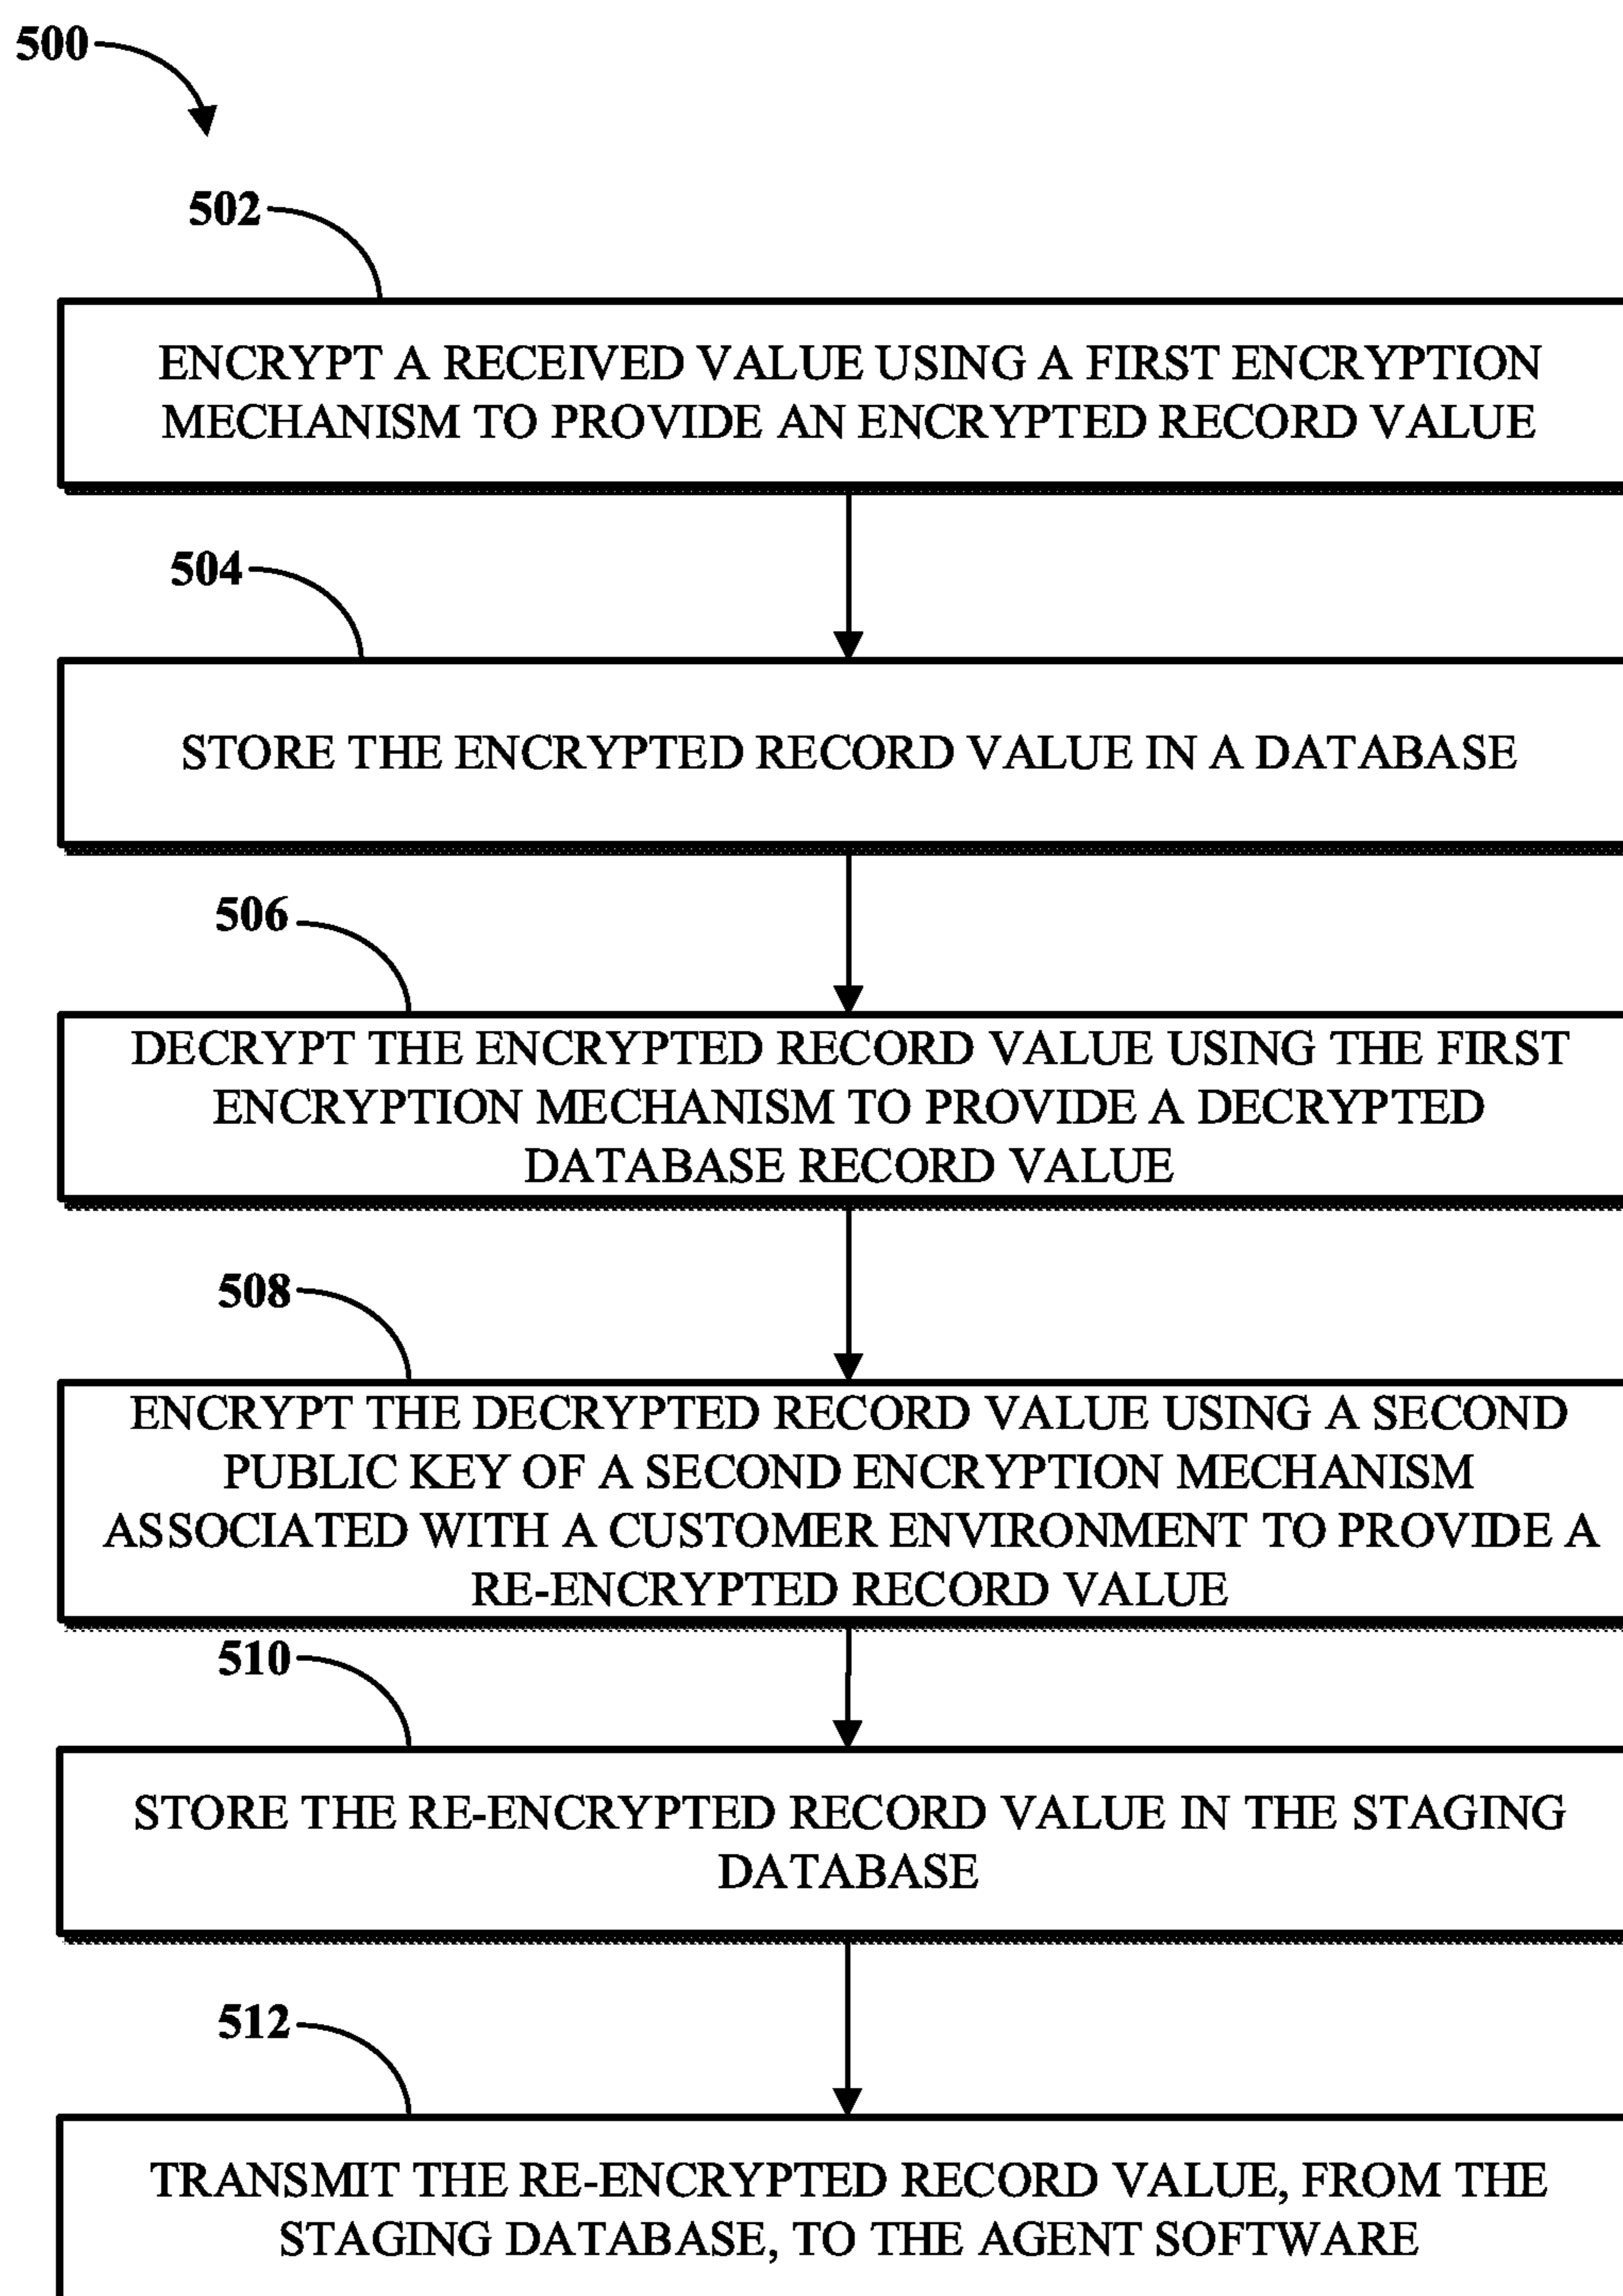 500
502
ENCRYPT A RECEIVED VALUE USING A FIRST ENCRYPTION
MECHANISM TO PROVIDE AN ENCRYPTED RECORD VALUE
504
STORE THE ENCRYPTED RECORD VALUE IN A DATABASE
506
DECRYPT THE ENCRYPTED RECORD VALUE USING THE FIRST
ENCRYPTION MECHANISM TO PROVIDE A DECRYPTED
DATABASE RECORD VALUE
508
ENCRYPT THE DECRYPTED RECORD VALUE USING A SECOND
PUBLIC KEY OF A SECOND ENCRYPTION MECHANISM
ASSOCIATED WITH A CUSTOMER ENVIRONMENT TO PROVIDE A
RE-ENCRYPTED RECORD VALUE
510
STORE THE RE-ENCRYPTED RECORD VALUE IN THE STAGING
DATABASE
512
TRANSMIT THE RE-ENCRYPTED RECORD VALUE, FROM THE
STAGING DATABASE, TO THE AGENT SOFTWARE